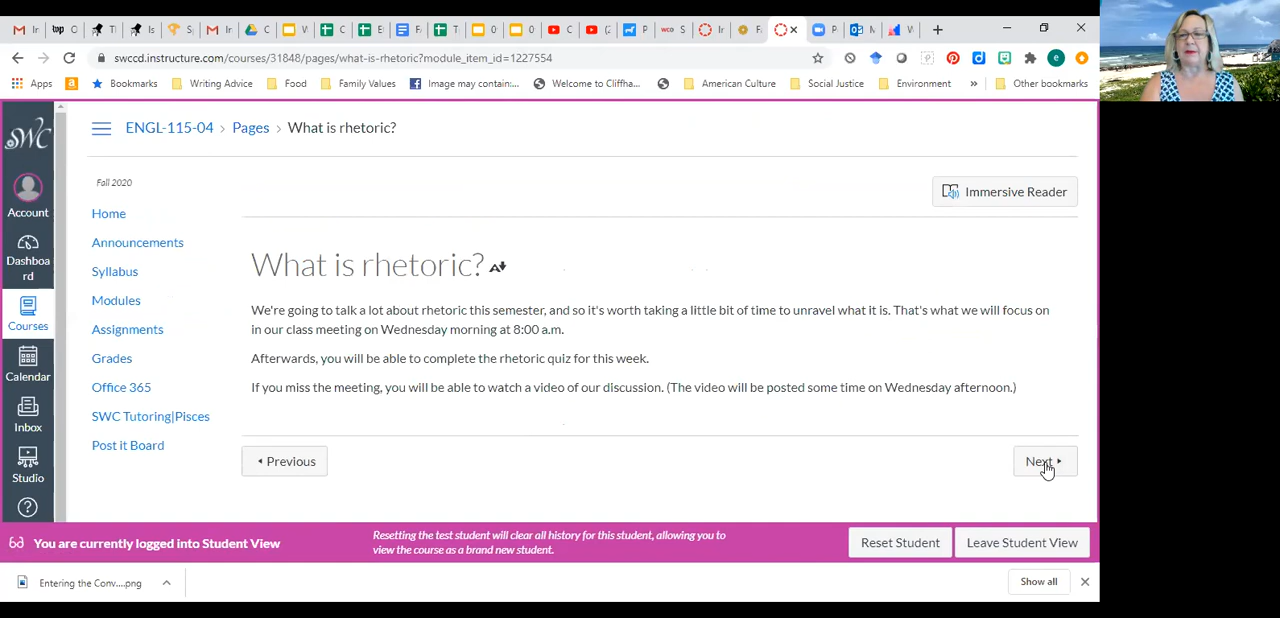 swccd.instructure.com/courses/31848/pages/what-is-rhetoric?module_item_id=1227554
Apps
Bookmarks
Writing Advice
Food
Family Values
Image may contain:...
Welcome to Cliffha...
American Culture
Social Justice
Environment
»
Other bookmarks
SWC
ENGL-115-04 › Pages › What is rhetoric?
Account
Dashboa
rd
Courses
Calendar
Inbox
Studio
Fall 2020
Home
Announcements
Syllabus
Modules
Assignments
Grades
Office 365
SWC Tutoring|Pisces
Post it Board
Immersive Reader
What is rhetoric?
We're going to talk a lot about rhetoric this semester, and so it's worth taking a little bit of time to unravel what it is. That's what we will focus on
in our class meeting on Wednesday morning at 8:00 a.m.
Afterwards, you will be able to complete the rhetoric quiz for this week.
If you miss the meeting, you will be able to watch a video of our discussion. (The video will be posted some time on Wednesday afternoon.)
Previous
Next
You are currently logged into Student View
Resetting the test student will clear all history for this student, allowing you to
view the course as a brand new student.
Reset Student
Leave Student View
Entering the Conv....png
Show all